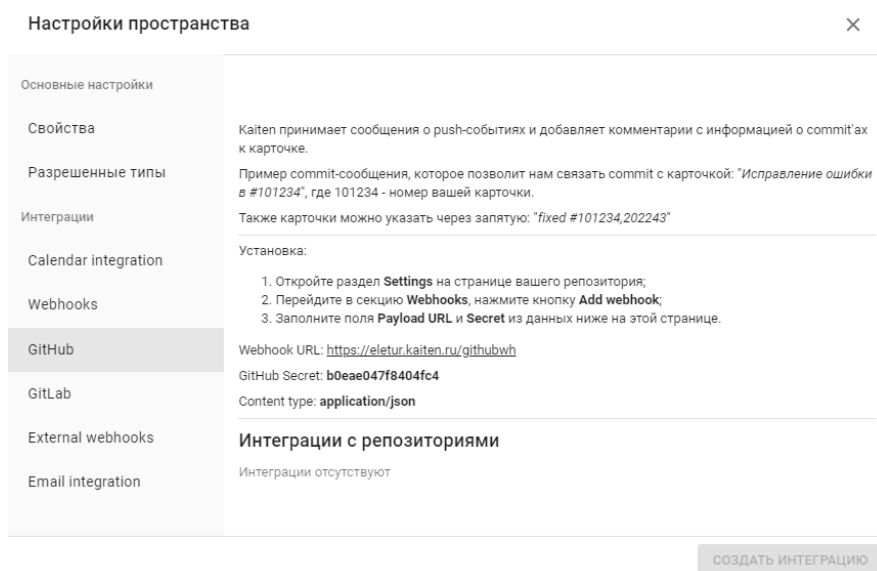 Настройки пространства
Основные настройки
Свойства
Разрешенные типы
Интеграции
Calendar integration
Webhooks
GitHub
GitLab
External webhooks
Email integration
Kaiten принимает сообщения о push-событиях и добавляет комментарии с информацией о commit'ах
к карточке.
Пример commit-сообщения, которое позволит нам связать commit с карточкой: "Исправление ошибки
в #101234", где 101234 - номер вашей карточки.
Также карточки можно указать через запятую: "fixed #101234,202243"
Установка:
1. Откройте раздел Settings на странице вашего репозитория;
2. Перейдите в секцию Webhooks, нажмите кнопку Add webhook;
3. Заполните поля Payload URL и Secret из данных ниже на этой странице.
Webhook URL: https://eletur.kaiten.ru/githubwh
GitHub Secret: b0eae047f8404fc4
Content type: application/json
Интеграции с репозиториями
Интеграции отсутствуют
СОЗДАТЬ ИНТЕГРАЦИЮ